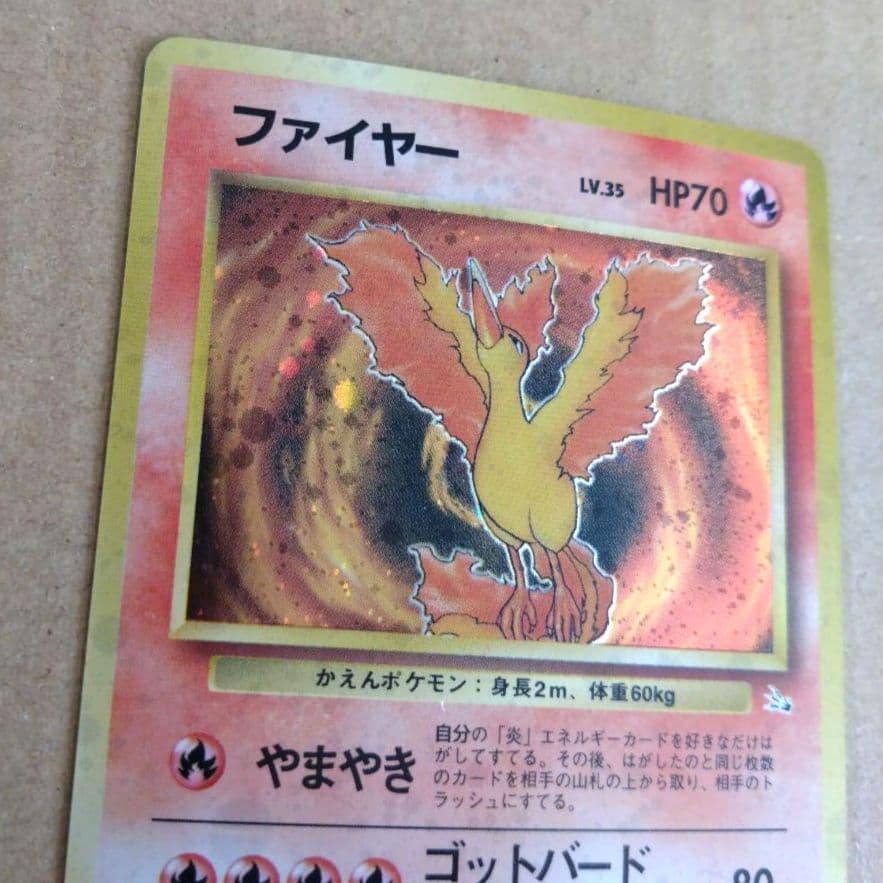 ファイヤー
LV.35 HP70
かえんポケモン：身長2m、体重60kg
やまやき
自分の「炎」エネルギーカードを好きなだけは
がしてすてる。その後、はがしたのと同じ枚数
のカードを相手の山札の上から取り、相手のト
ラッシュにすてる。
ゴットバード 80